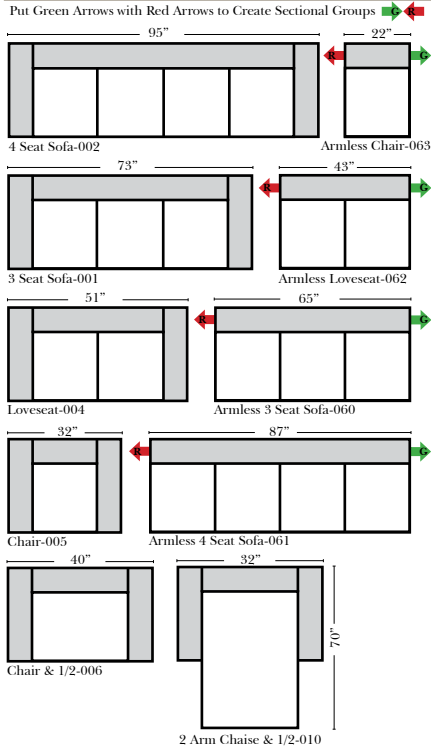 Put Green Arrows with Red Arrows to Create Sectional Groups G R
95” 22”
R G
4 Seat Sofa-002 Armless Chair-063
73” 43”
R G
3 Seat Sofa-001 Armless Loveseat-062
51” 65”
R G
Loveseat-004 Armless 3 Seat Sofa-060
32” 87”
R G
Chair-005 Armless 4 Seat Sofa-061
40” 32”
70”
Chair & 1/2-006
2 Arm Chaise & 1/2-010